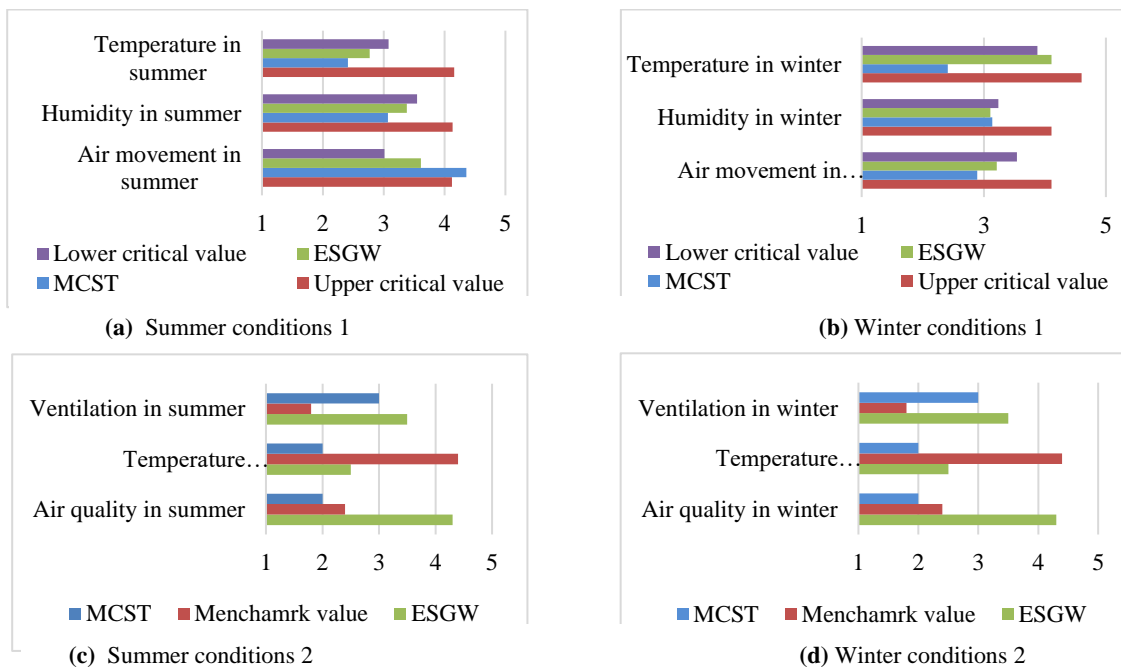 Temperature in
summer
Humidity in summer
Air movement in
summer
1 2 3 4 5
Lower critical value ESGW
MCST Upper critical value
(a) Summer conditions 1
Temperature in winter
Humidity in winter
Air movement in…
1 3 5
Lower critical value ESGW
MCST Upper critical value
(b) Winter conditions 1
Ventilation in summer
Temperature…
Air quality in summer
1 2 3 4 5
MCST Menchamrk value ESGW
(c) Summer conditions 2
Ventilation in winter
Temperature…
Air quality in winter
1 2 3 4 5
MCST Menchamrk value ESGW
(d) Winter conditions 2